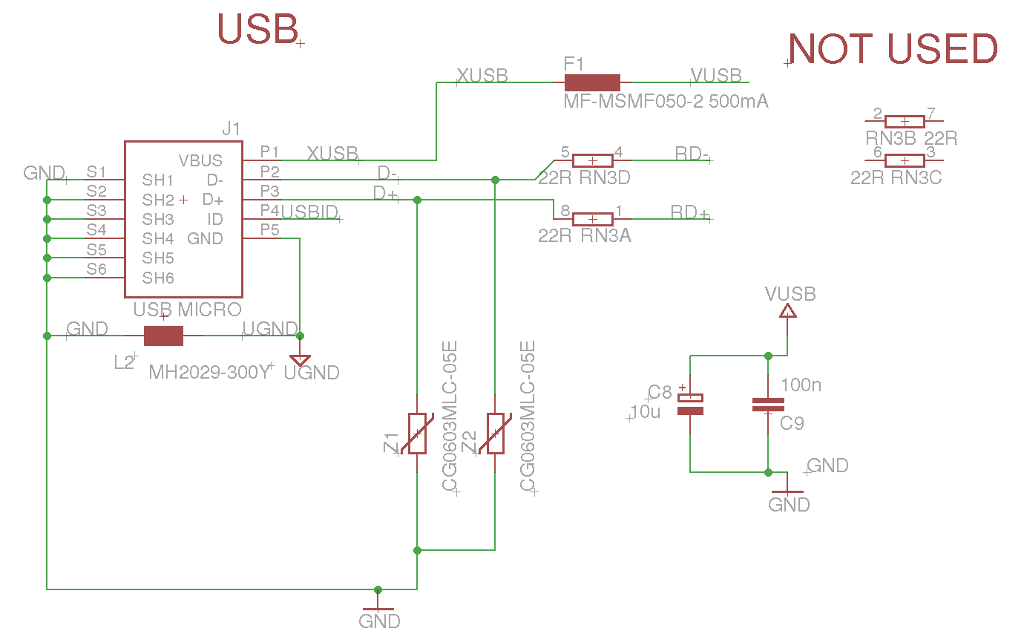 USB
NOT USED
F1
XUSB
VUSB
MF-MSMF050-2 500mA
2 7
RN3B 22R
6 3
22R RN3C
J1
VBUS P1 XUSB
GND S1 SH1 D- P2 D-
S2 SH2 D+ P3 D+
S3 SH3 ID P4 USBID
S4 SH4 GND P5
S5 SH5
S6 SH6
USB MICRO
5 4 RD-
22R RN3D
8 1 RD+
22R RN3A
GND UGND
L2
MH2029-300Y
UGND
Z1
CG0603MLC-05E
Z2
CG0603MLC-05E
VUSB
C8 +
10u
100n
C9
GND
GND
GND